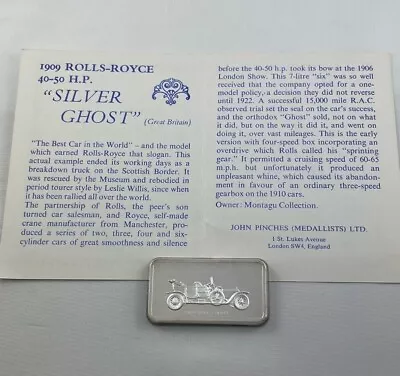 1909 ROLLS-ROYCE
40-50 H.P.
"SILVER
GHOST"
(Great Britain)
"The Best Car in the World" – and the model
which earned Rolls-Royce that slogan. This
actual example ended its working days as a
breakdown truck on the Scottish Border. It
was rescued by the Museum and rebodied in
period tourer style by Leslie Willis, since when
it has been rallied all over the world.
The partnership of Rolls, the peer's son
turned car salesman, and Royce, self-made
crane manufacturer from Manchester, pro-
duced a series of two, three, four and six-
cylinder cars of great smoothness and silence
before the 40-50 h.p. took its bow at the 1906
London Show. This 7-litre "six" was so well
received that the company opted for a one-
model policy, a decision they did not reverse
until 1922. A successful 15,000 mile R.A.C.
observed trial set the seal on the car's success,
and the orthodox "Ghost" sold, not on what
it did, but on the way it did it, and went on
doing it, over vast mileages. This is the early
version with four-speed box incorporating an
overdrive which Rolls called his "sprinting
gear". It permitted a cruising speed of 60-65
m.p.h. but unfortunately it produced an
unpleasant whine, which caused its abandon-
ment in favour of an ordinary three-speed
gearbox on the 1910 cars.
Owner: Montagu Collection.
JOHN PINCHES (MEDALLISTS) LTD.
1 St. Lukes Avenue
London SW4, England